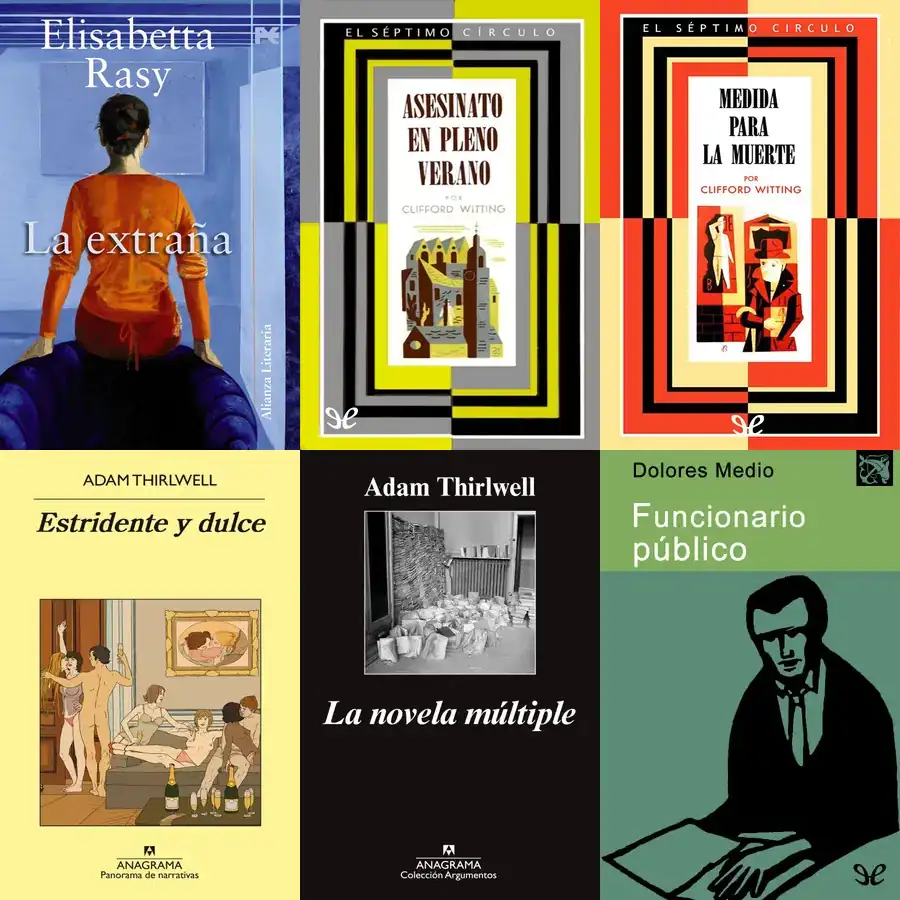 Elisabetta
Rasy
La extraña
Alianza Literaria
EL SÉPTIMO CÍRCULO
ASESINATO
EN PLENO
VERANO
POR
CLIFFORD WITTING
EL SÉPTIMO CIRCULO
MEDIDA
PARA
LA MUERTE
POR
CLIFFORD WITTING
ADAM THIRLWELL
Estridente y dulce
ANAGRAMA
Panorama de narrativas
Adam Thirlwell
La novela múltiple
ANAGRAMA
Colección Argumentos
Dolores Medio
Funcionario
público